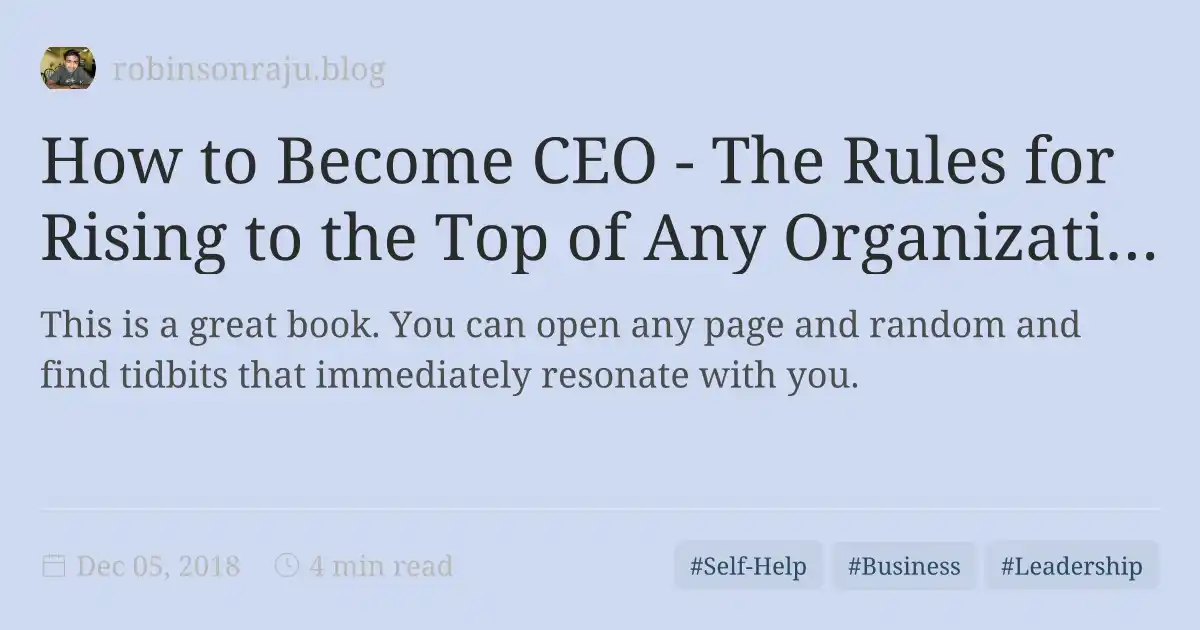 robinsonraju.blog
How to Become CEO - The Rules for
Rising to the Top of Any Organizati...
This is a great book. You can open any page and random and
find tidbits that immediately resonate with you.
Dec 05, 2018 4 min read #Self-Help #Business #Leadership